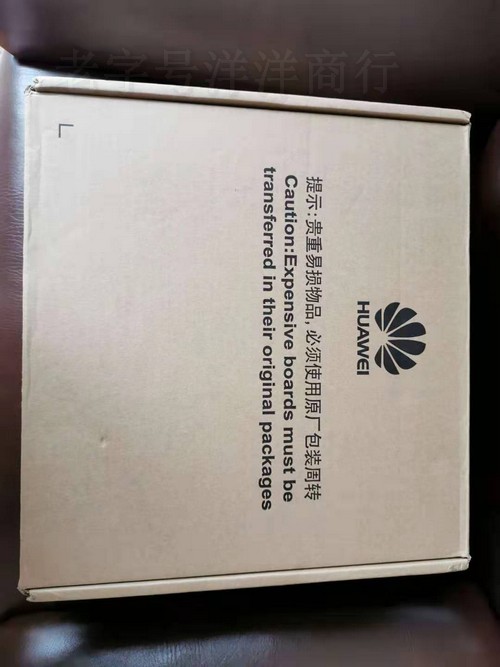 老字号洋洋商行
HUAWEI
提示:贵重易损物品,必须使用原厂包装周转
Caution:Expensive boards must be
transferred in their original packages